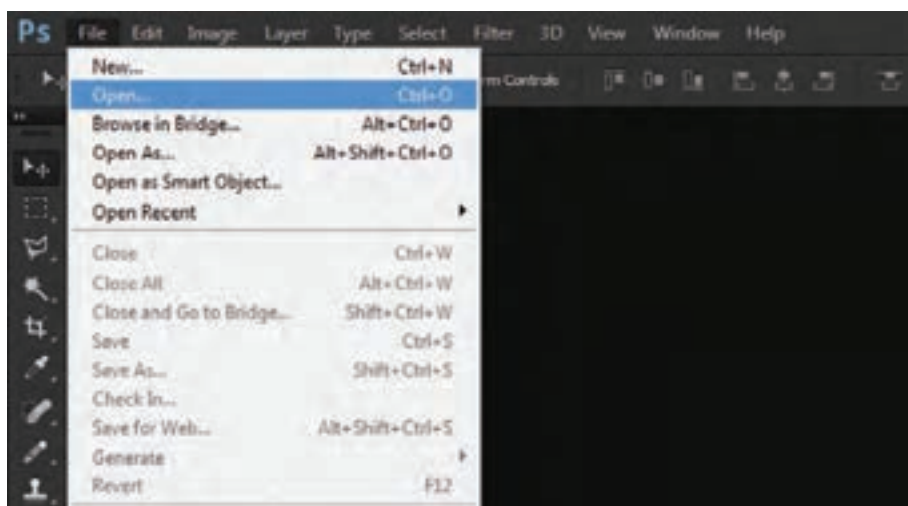 Ps File Edit Image Layer Type Select Filter 3D View Window Help
New... Ctrl+N
Open... Ctrl+O
rm Controls
Browse in Bridge... Alt+Ctrl+O
Open As... Alt+Shift+Ctrl+O
Open as Smart Object...
Open Recent
Close Ctrl+W
Close All Alt+Ctrl+W
Close and Go to Bridge... Shift+Ctrl+W
Save Ctrl+S
Save As... Shift+Ctrl+S
Check In...
Save for Web... Alt+Shift+Ctrl+S
Generate
Revert F12